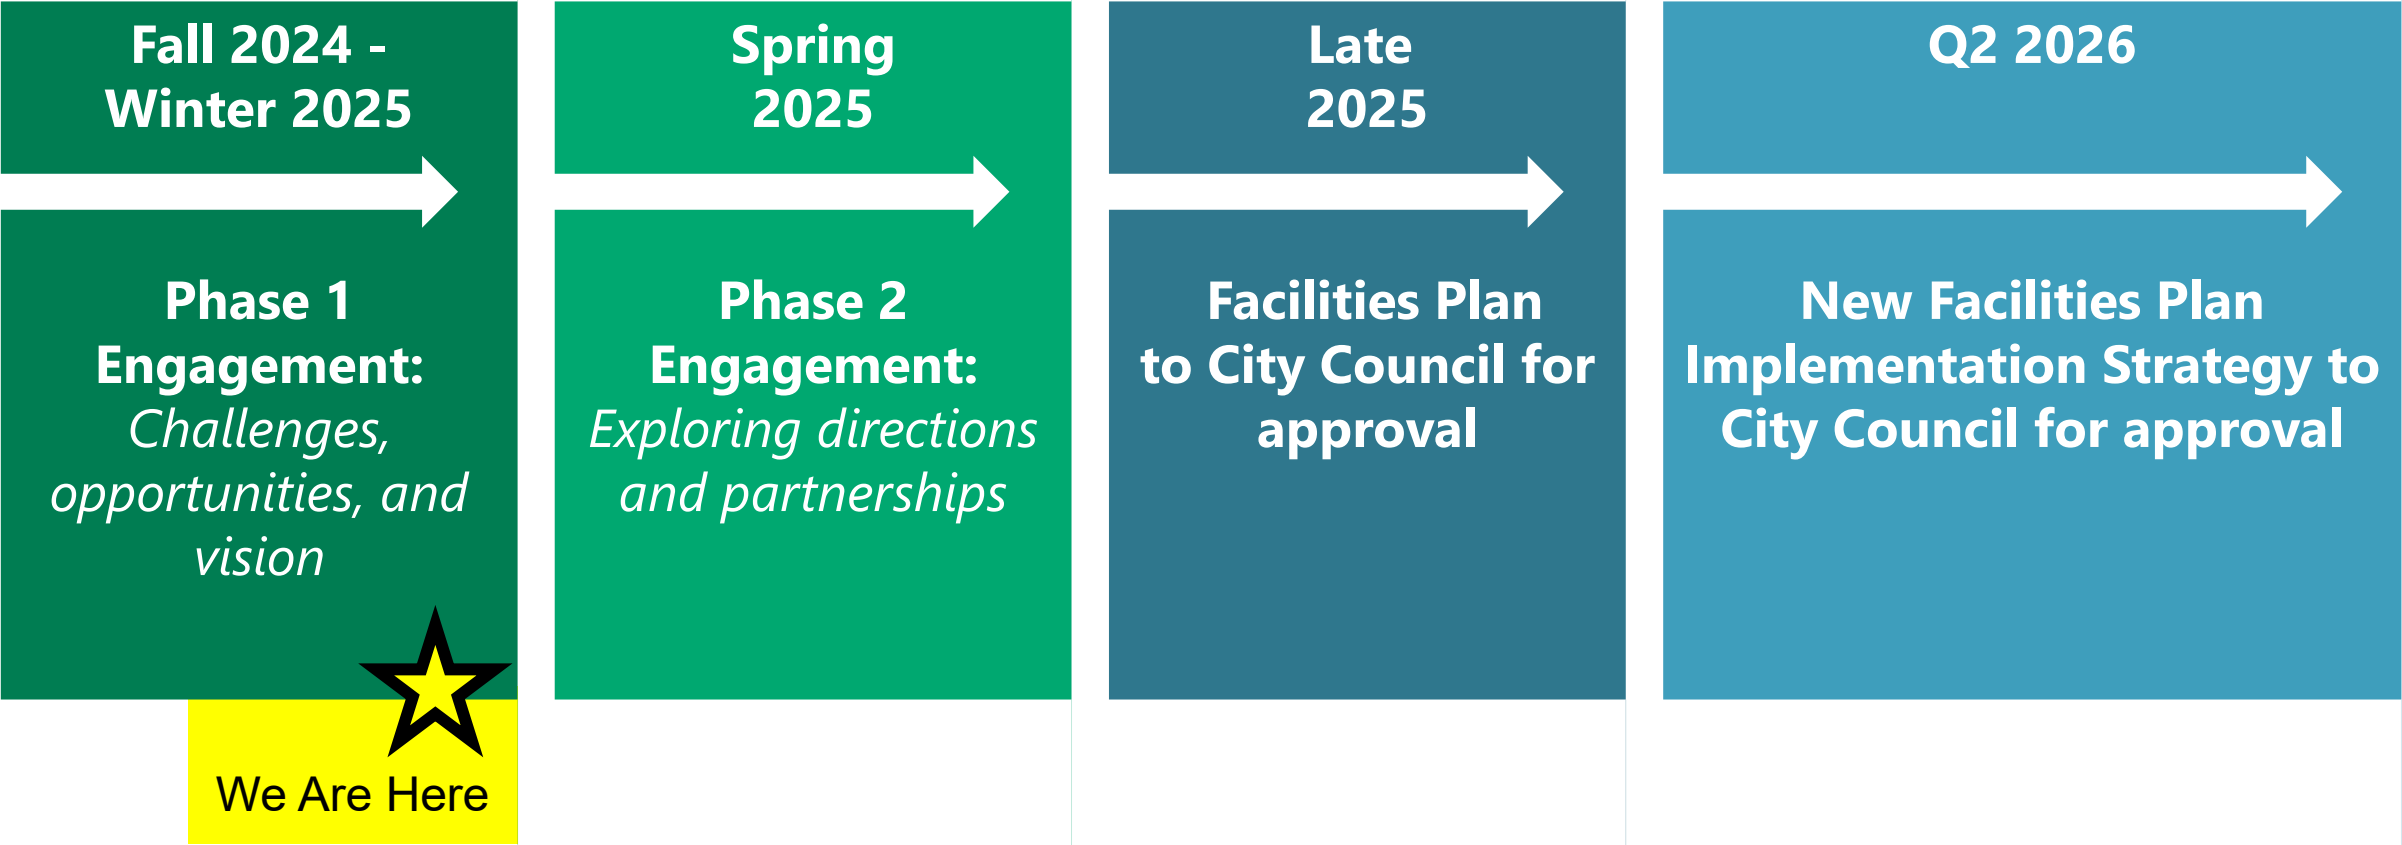 Fall 2024 -
Winter 2025
Phase 1
Engagement:
Challenges,
opportunities, and
vision
We Are Here
Spring
2025
Phase 2
Engagement:
Exploring directions
and partnerships
Late
2025
Facilities Plan
to City Council for
approval
Q2 2026
New Facilities Plan
Implementation Strategy to
City Council for approval